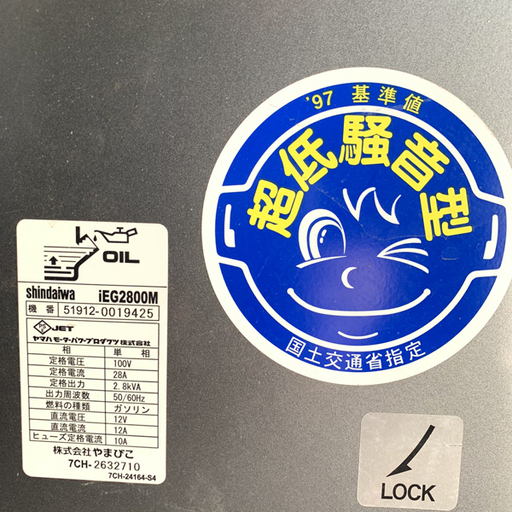 '97 基準値
超低騒音型
国土交通省指定
OIL
shindaiwa iEG2800M
機番 51912-0019425
JET
ヤマハモーターパワープロダクツ株式会社
相 単相
定格電圧 100V
定格電流 28A
定格出力 2.8kVA
出力周波数 50/60Hz
燃料の種類 ガソリン
直流電圧 12V
直流電流 12A
ヒューズ定格電流 10A
株式会社やまびこ
7CH-2632710
7CH-24164-S4
LOCK